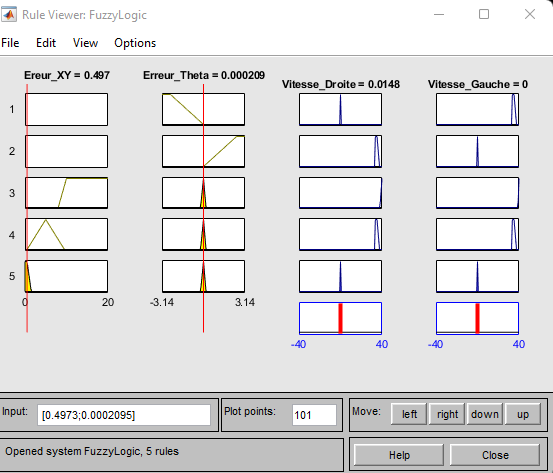 Rule Viewer: FuzzyLogic
File Edit View Options
Ereur_XY = 0.497 Erreur_Theta = 0.000209 Vitesse_Droite = 0.0148 Vitesse_Gauche = 0
1
2
3
4
5
0 20 -3.14 3.14
-40 40 -40 40
Input: [0.4973;0.0002095] Plot points: 101 Move: left right down up
Opened system FuzzyLogic, 5 rules Help Close